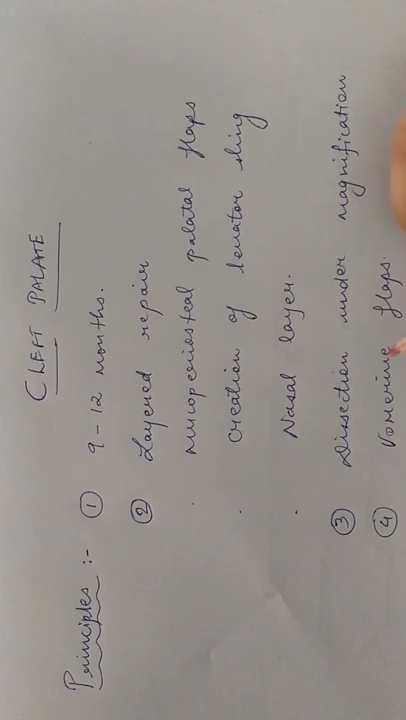 CLEFT PALATE
Principles :- ① 9-12 months.
② Layered repair
. mucoperiosteal palatal flaps
. creation of levator sling
. Nasal layer.
③ Dissection under magnification
④ Vomerine flaps.